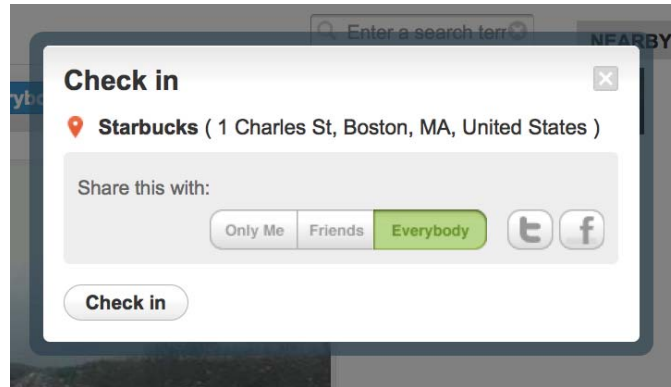 Enter a search terr
NEARBY
Check in
Starbucks ( 1 Charles St, Boston, MA, United States )
Share this with:
Only Me
Friends
Everybody
Check in